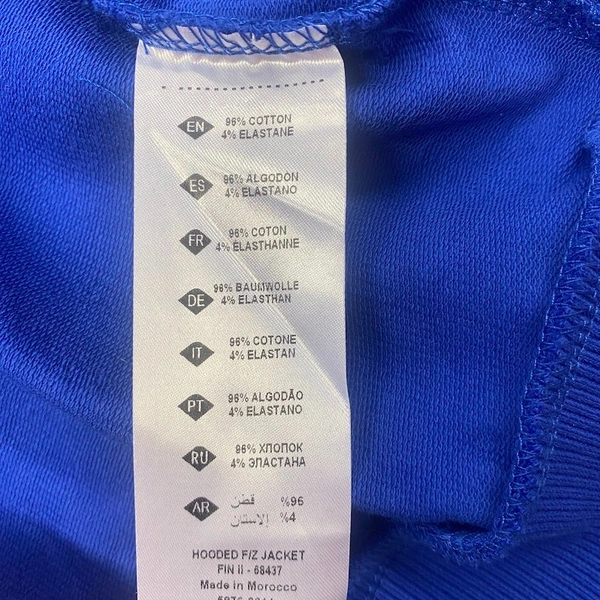 EN 96% COTTON
4% ELASTANE
ES 96% ALGODON
4% ELASTANO
FR 96% COTON
4% ELASTHANNE
DE 96% BAUMWOLLE
4% ELASTHAN
IT 96% COTONE
4% ELASTAN
PT 96% ALGODÃO
4% ELASTANO
RU 96% ХЛОПОК
4% ЭЛАСТАНА
AR قطن %96
%4
HOODED F/Z JACKET
FIN II - 68437
Made in Morocco